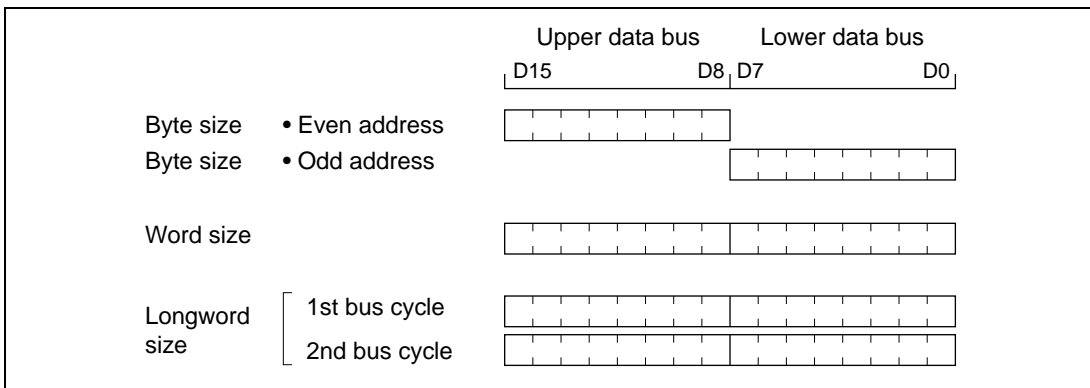 Upper data bus Lower data bus
D15 D8 D7 D0
Byte size • Even address
Byte size • Odd address
Word size
Longword size
1st bus cycle
2nd bus cycle